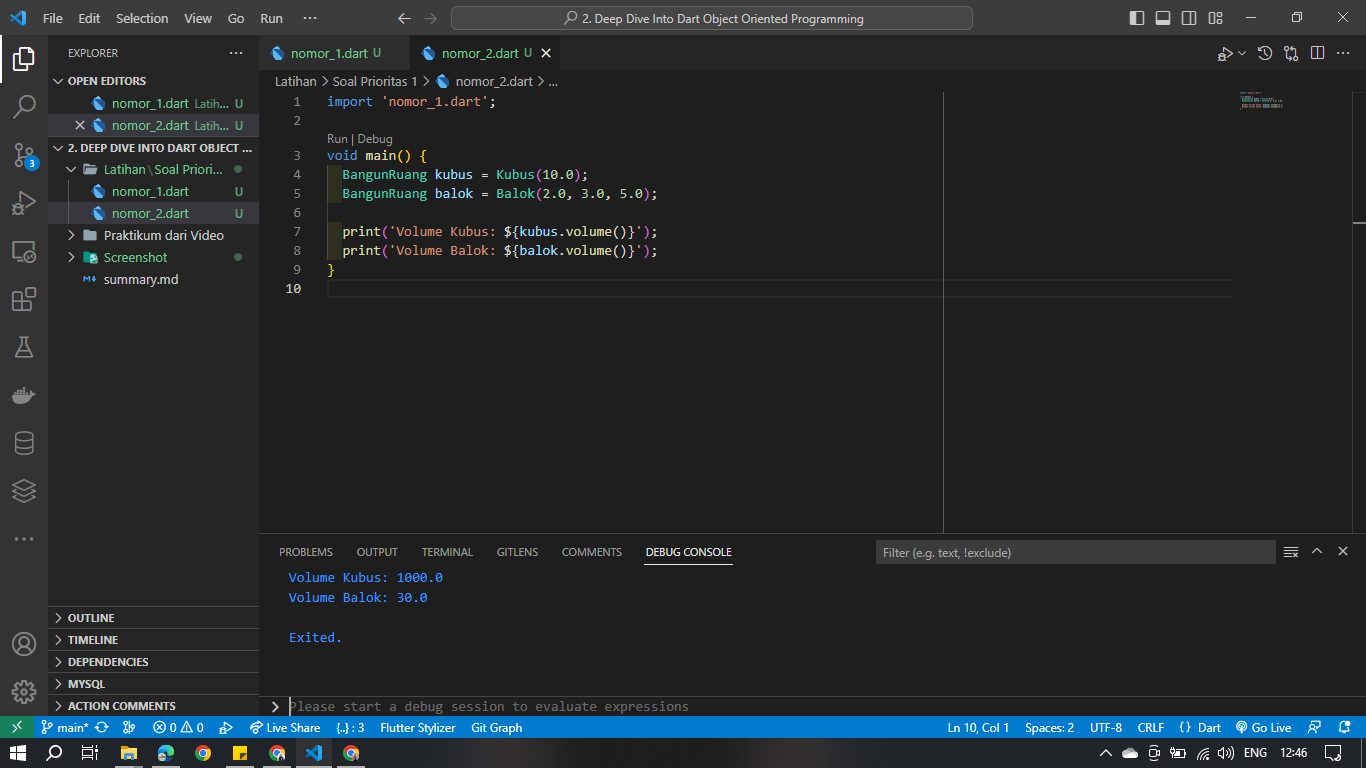 File Edit Selection View Go Run ···
2. Deep Dive Into Dart Object Oriented Programming
EXPLORER ···
OPEN EDITORS
nomor_1.dart Latih... U
nomor_2.dart Latih... U
2. DEEP DIVE INTO DART OBJECT ...
Latihan\Soal Priori...
nomor_1.dart U
nomor_2.dart U
Praktikum dari Video
Screenshot
summary.md
OUTLINE
TIMELINE
DEPENDENCIES
MYSQL
ACTION COMMENTS
3
nomor_1.dart U nomor_2.dart U
Latihan > Soal Prioritas 1 > nomor_2.dart > ...
1 import 'nomor_1.dart';
2
Run | Debug
3 void main() {
4 BangunRuang kubus = Kubus(10.0);
5 BangunRuang balok = Balok(2.0, 3.0, 5.0);
6
7 print('Volume Kubus: ${kubus.volume()}');
8 print('Volume Balok: ${balok.volume()}');
9 }
10
PROBLEMS OUTPUT TERMINAL GITLENS COMMENTS DEBUG CONSOLE
Filter (e.g. text, !exclude)
Volume Kubus: 1000.0
Volume Balok: 30.0
Exited.
Please start a debug session to evaluate expressions
main* 0 0 Live Share {..} : 3 Flutter Stylizer Git Graph
Ln 10, Col 1 Spaces: 2 UTF-8 CRLF { } Dart Go Live
ENG 12:46